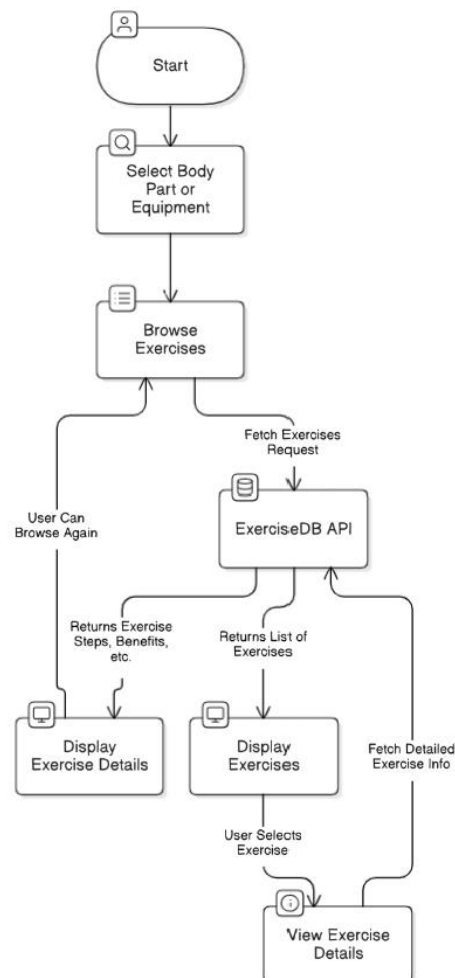 Start
Select Body
Part or
Equipment
Browse
Exercises
Fetch Exercises
Request
User Can
Browse Again
ExerciseDB API
Returns Exercise
Steps, Benefits,
etc.
Returns List of
Exercises
Display
Exercise Details
Display
Exercises
Fetch Detailed
Exercise Info
User Selects
Exercise
View Exercise
Details